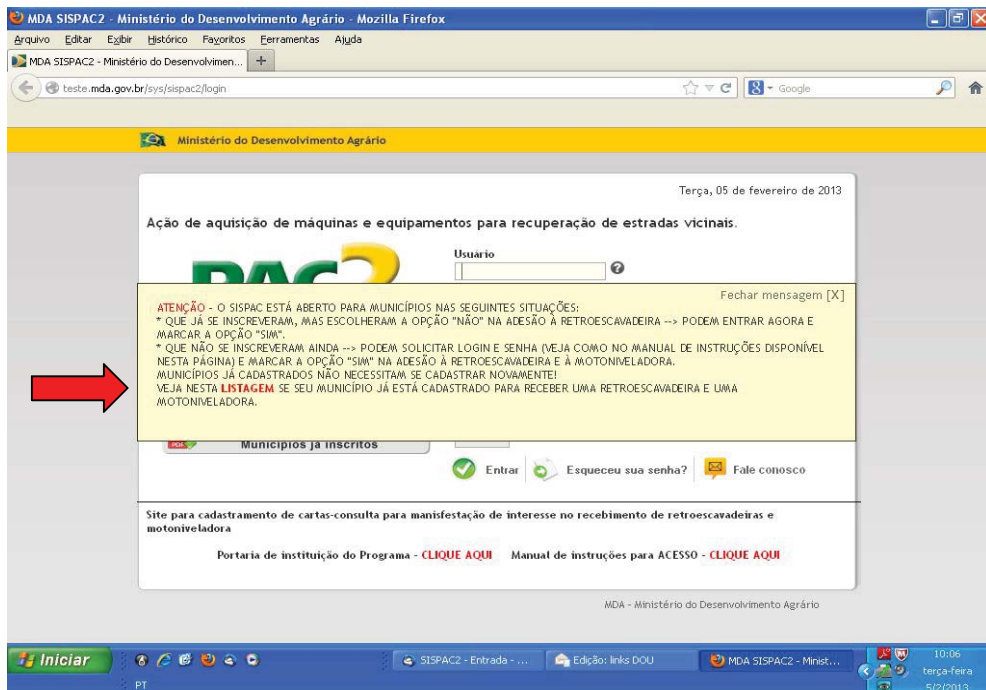 MDA SISPAC2 - Ministério do Desenvolvimento Agrário - Mozilla Firefox
Arquivo Editar Exibir Histórico Favoritos Ferramentas Ajuda
MDA SISPAC2 - Ministério do Desenvolvimen... +
teste.mda.gov.br/sys/sispac2/login
Google
Ministério do Desenvolvimento Agrário
Terça, 05 de fevereiro de 2013
Ação de aquisição de máquinas e equipamentos para recuperação de estradas vicinais.
Usuário
PAC2
Fechar mensagem [X]
ATENÇÃO - O SISPAC ESTÁ ABERTO PARA MUNICÍPIOS NAS SEGUINTES SITUAÇÕES:
* QUE JÁ SE INSCREVERAM, MAS ESCOLHERAM A OPÇÃO "NÃO" NA ADESÃO À RETROESCAVADEIRA --> PODEM ENTRAR AGORA E
MARCAR A OPÇÃO "SIM".
* QUE NÃO SE INSCREVERAM AINDA --> PODEM SOLICITAR LOGIN E SENHA (VEJA COMO NO MANUAL DE INSTRUÇÕES DISPONÍVEL
NESTA PÁGINA) E MARCAR A OPÇÃO "SIM" NA ADESÃO À RETROESCAVADEIRA E À MOTONIVELADORA.
MUNICÍPIOS JÁ CADASTRADOS NÃO NECESSITAM SE CADASTRAR NOVAMENTE!
VEJA NESTA LISTAGEM SE SEU MUNICÍPIO JÁ ESTÁ CADASTRADO PARA RECEBER UMA RETROESCAVADEIRA E UMA
MOTONIVELADORA.
Municípios já inscritos
Entrar Esqueceu sua senha? Fale conosco
Site para cadastramento de cartas-consulta para manisfestação de interesse no recebimento de retroescavadeiras e
motoniveladora
Portaria de instituição do Programa - CLIQUE AQUI Manual de instruções para ACESSO - CLIQUE AQUI
MDA - Ministério do Desenvolvimento Agrário
Iniciar SISPAC2 - Entrada - ... Edição: links DOU MDA SISPAC2 - Minist... 10:06
terça-feira
PT 5/2/2013